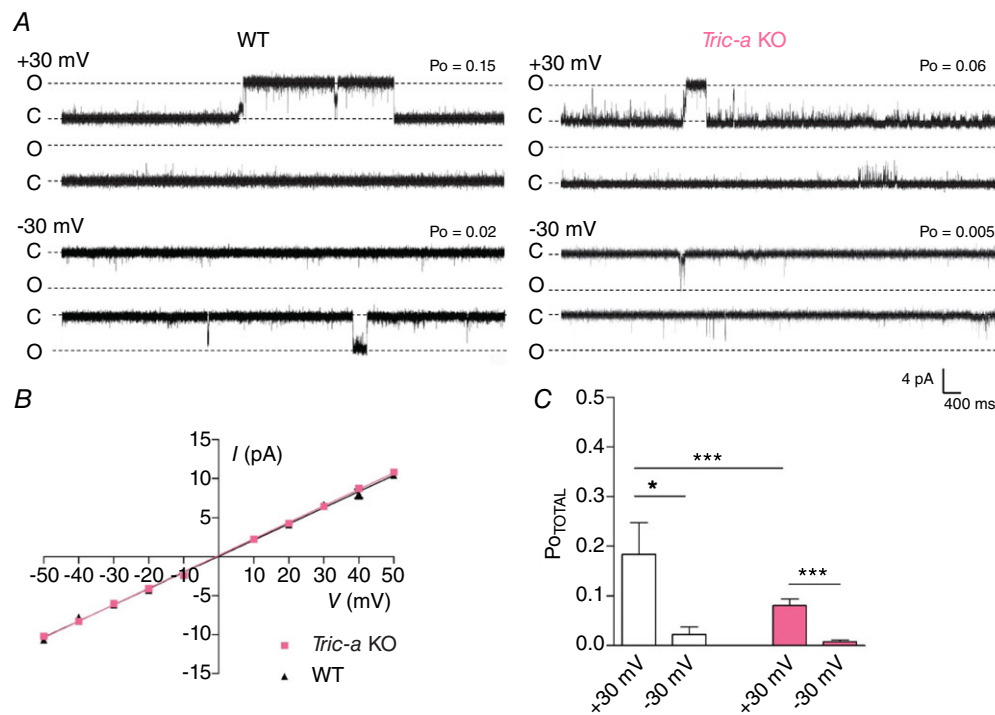 A
WT
Tric-a KO
+30 mV
Po = 0.15
Po = 0.06
O
C
O
C
-30 mV
Po = 0.02
C
O
C
O
+30 mV
O
C
O
C
-30 mV
Po = 0.005
C
O
C
O
4 pA
400 ms
B
I (pA)
15
10
5
-50 -40 -30 -20 -10
10 20 30 40 50
V (mV)
-5
-10
-15
Tric-a KO
WT
C
PoTOTAL
0.5
0.4
0.3
0.2
0.1
0.0
***
*
***
+30 mV
-30 mV
+30 mV
-30 mV